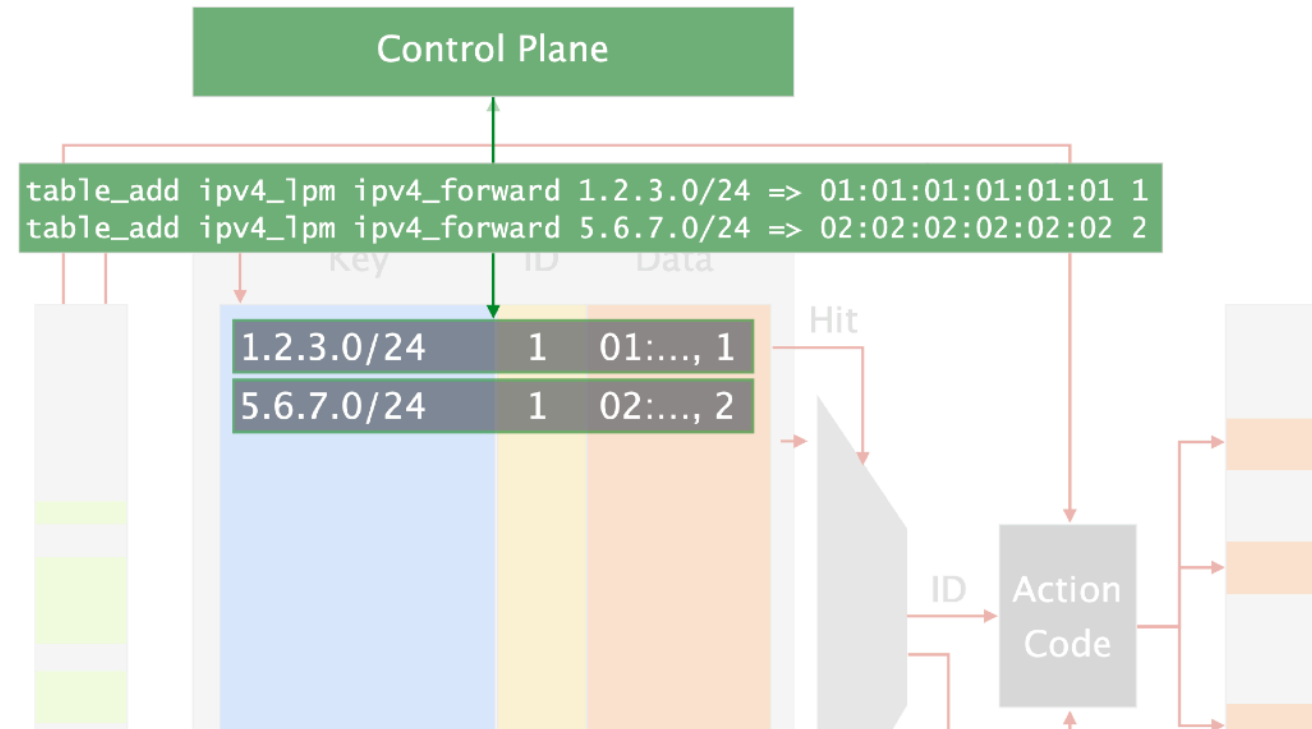 Control Plane
table_add ipv4_lpm ipv4_forward 1.2.3.0/24 => 01:01:01:01:01:01 1
table_add ipv4_lpm ipv4_forward 5.6.7.0/24 => 02:02:02:02:02:02 2
Key ID Data
Hit
1.2.3.0/24 1 01:..., 1
5.6.7.0/24 1 02:..., 2
ID
Action
Code